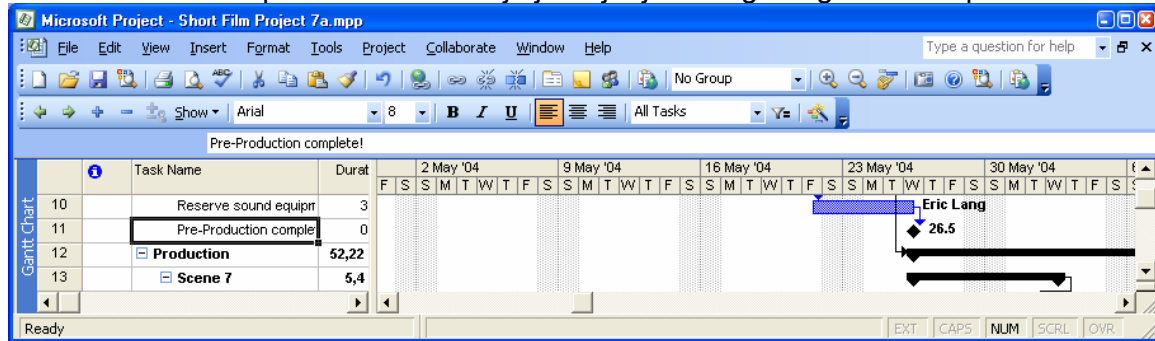 Microsoft Project - Short Film Project 7a.mpp
File Edit View Insert Format Tools Project Collaborate Window Help Type a question for help
No Group
Show Arial 8 B I U All Tasks
Pre-Production complete!
Task Name Durat 2 May '04 9 May '04 16 May '04 23 May '04 30 May '04
F S S M T W T F S S M T W T F S S M T W T F S S M T W T F S S M T W T F S
10 Reserve sound equipm 3 Eric Lang
11 Pre-Production comple 0 26.5
12 Production 52,22
13 Scene 7 5,4
Gantt Chart
Ready EXT CAPS NUM SCRL OVR